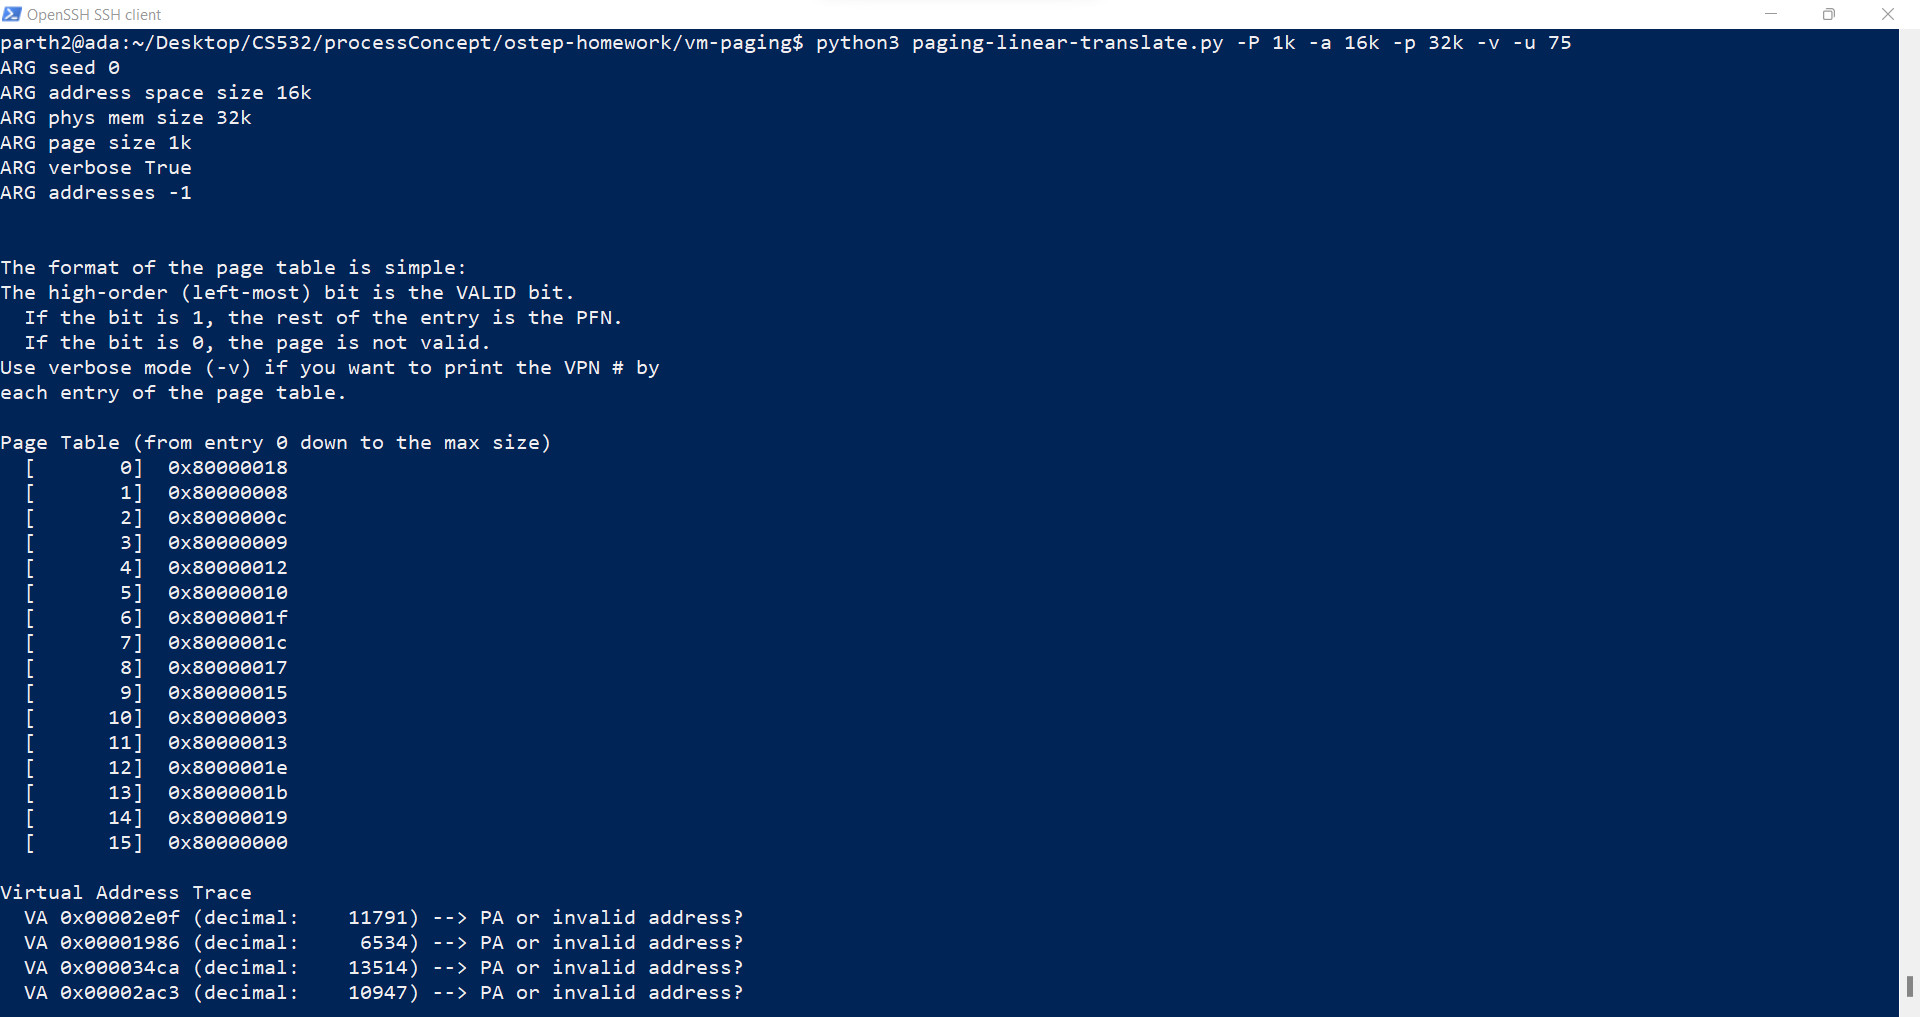 OpenSSH SSH client
parth2@ada:~/Desktop/CS532/processConcept/ostep-homework/vm-paging$ python3 paging-linear-translate.py -P 1k -a 16k -p 32k -v -u 75
ARG seed 0
ARG address space size 16k
ARG phys mem size 32k
ARG page size 1k
ARG verbose True
ARG addresses -1
The format of the page table is simple:
The high-order (left-most) bit is the VALID bit.
  If the bit is 1, the rest of the entry is the PFN.
  If the bit is 0, the page is not valid.
Use verbose mode (-v) if you want to print the VPN # by
each entry of the page table.
Page Table (from entry 0 down to the max size)
  [       0]  0x80000018
  [       1]  0x80000008
  [       2]  0x8000000c
  [       3]  0x80000009
  [       4]  0x80000012
  [       5]  0x80000010
  [       6]  0x8000001f
  [       7]  0x8000001c
  [       8]  0x80000017
  [       9]  0x80000015
  [      10]  0x80000003
  [      11]  0x80000013
  [      12]  0x8000001e
  [      13]  0x8000001b
  [      14]  0x80000019
  [      15]  0x80000000
Virtual Address Trace
  VA 0x00002e0f (decimal:    11791) --> PA or invalid address?
  VA 0x00001986 (decimal:     6534) --> PA or invalid address?
  VA 0x000034ca (decimal:    13514) --> PA or invalid address?
  VA 0x00002ac3 (decimal:    10947) --> PA or invalid address?